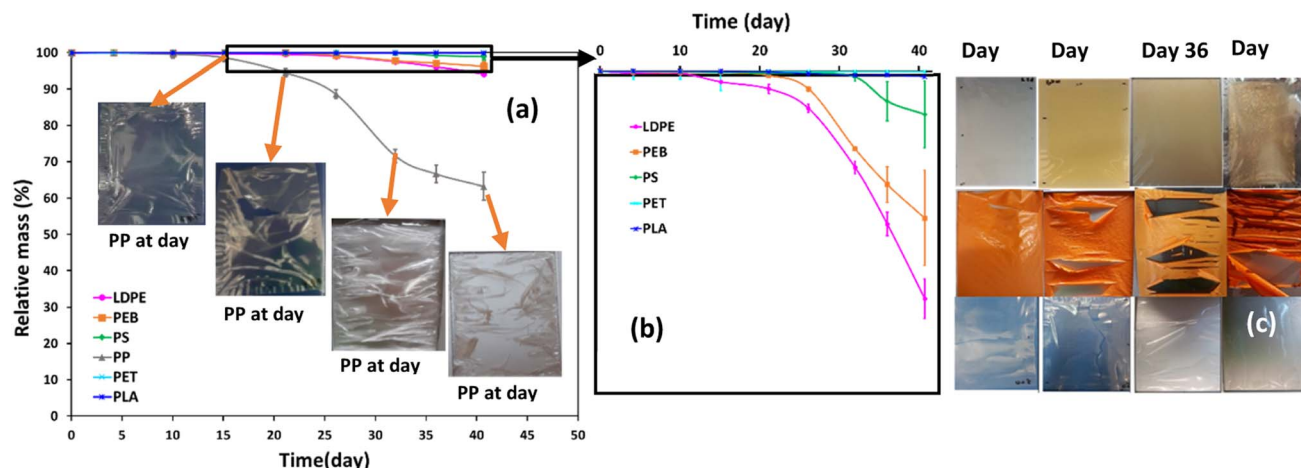 Relative mass (%)
100
90
80
70
60
50
40
30
20
10
0
0 5 10 15 20 25 30 35 40 45 50
Time(day)
(a)
PP at day
PP at day
PP at day
PP at day
LDPE
PEB
PS
PP
PET
PLA
Time (day)
0 10 20 30 40
LDPE
PEB
PS
PET
PLA
(b)
Day Day Day 36 Day
(c)